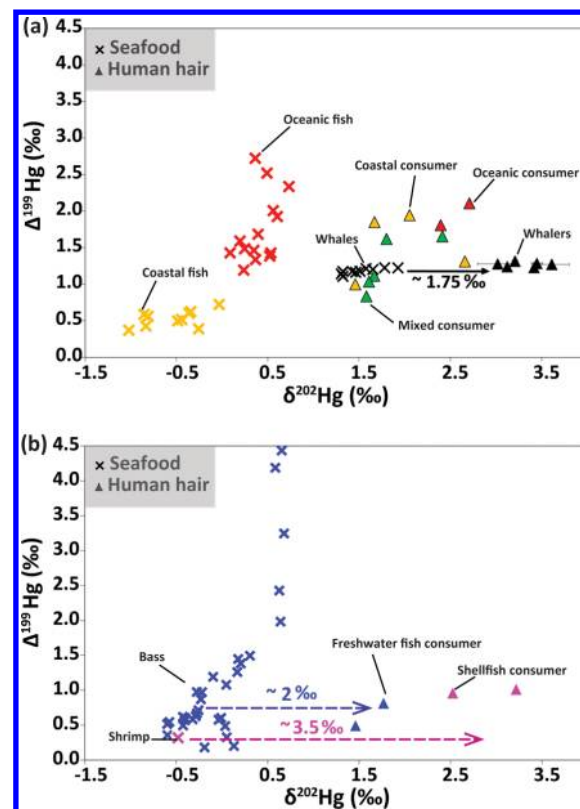 (a)
× Seafood
▲ Human hair
Oceanic fish
Coastal consumer
Oceanic consumer
Whales
Whalers
Coastal fish
~ 1.75 ‰
Mixed consumer
Δ¹⁹⁹Hg (‰)
4.5
4.0
3.5
3.0
2.5
2.0
1.5
1.0
0.5
0.0
-1.5 -0.5 0.5 1.5 2.5 3.5
δ²⁰²Hg (‰)
(b)
× Seafood
▲ Human hair
Freshwater fish consumer
Bass
Shellfish consumer
~ 2 ‰
Shrimp
~3.5 ‰
Δ¹⁹⁹Hg (‰)
4.5
4.0
3.5
3.0
2.5
2.0
1.5
1.0
0.5
0.0
-1.5 -0.5 0.5 1.5 2.5 3.5
δ²⁰²Hg (‰)